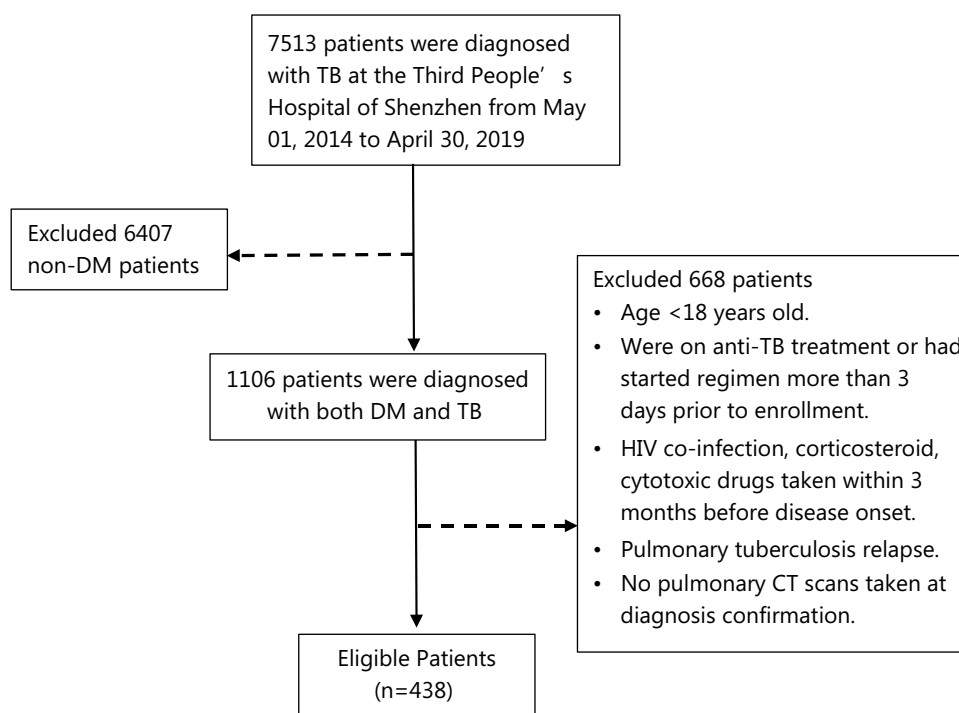 7513 patients were diagnosed
with TB at the Third People’ s
Hospital of Shenzhen from May
01, 2014 to April 30, 2019
Excluded 6407
non-DM patients
Excluded 668 patients
• Age <18 years old.
• Were on anti-TB treatment or had
started regimen more than 3
days prior to enrollment.
• HIV co-infection, corticosteroid,
cytotoxic drugs taken within 3
months before disease onset.
• Pulmonary tuberculosis relapse.
• No pulmonary CT scans taken at
diagnosis confirmation.
1106 patients were diagnosed
with both DM and TB
Eligible Patients
(n=438)